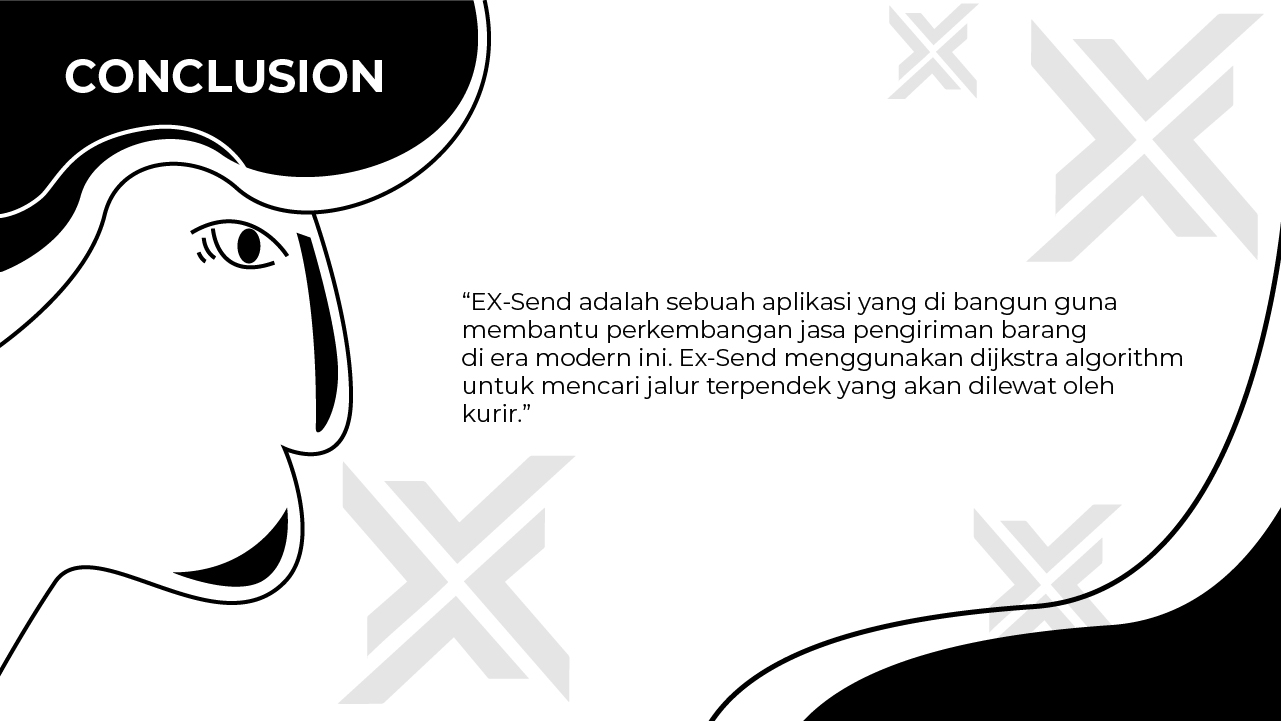 CONCLUSION
“EX-Send adalah sebuah aplikasi yang di bangun guna
membantu perkembangan jasa pengiriman barang
di era modern ini. Ex-Send menggunakan dijkstra algorithm
untuk mencari jalur terpendek yang akan dilewat oleh
kurir.”